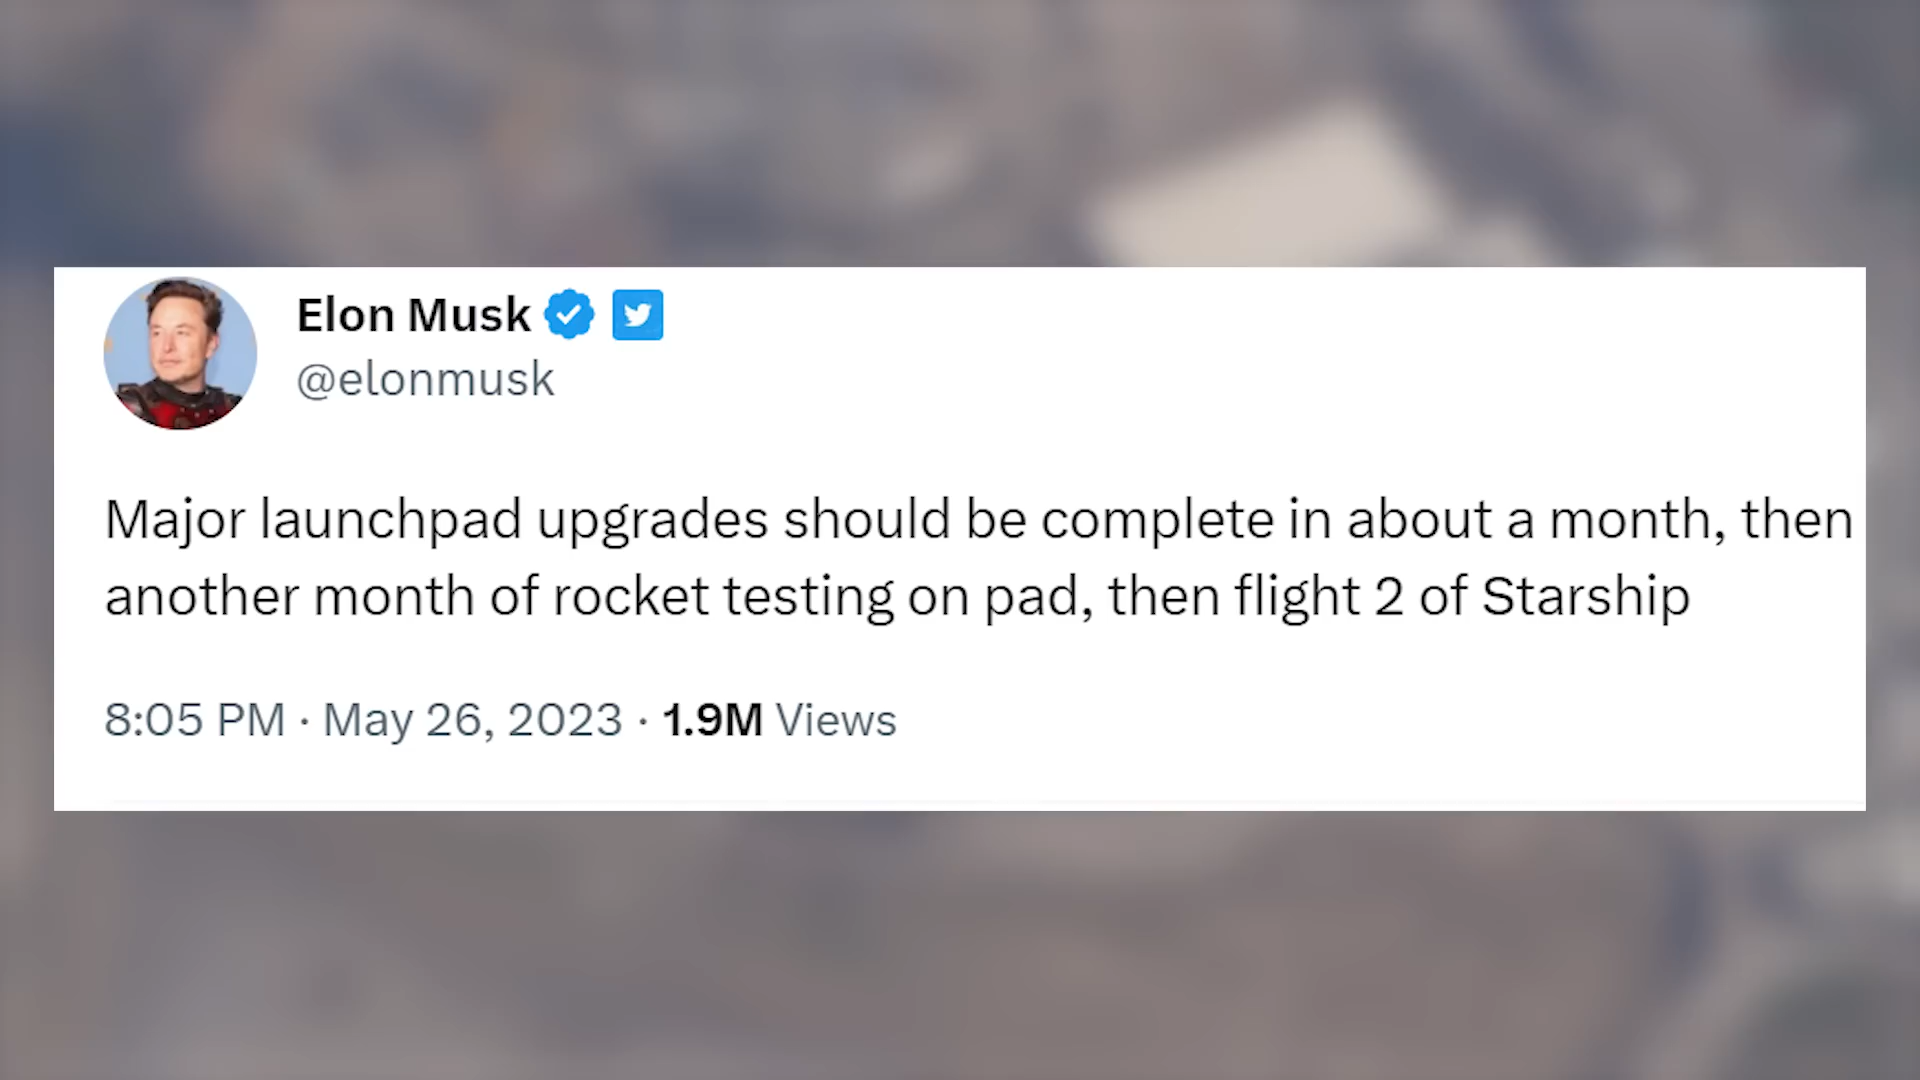 Elon Musk
@elonmusk
Major launchpad upgrades should be complete in about a month, then
another month of rocket testing on pad, then flight 2 of Starship
8:05 PM · May 26, 2023 · 1.9M Views